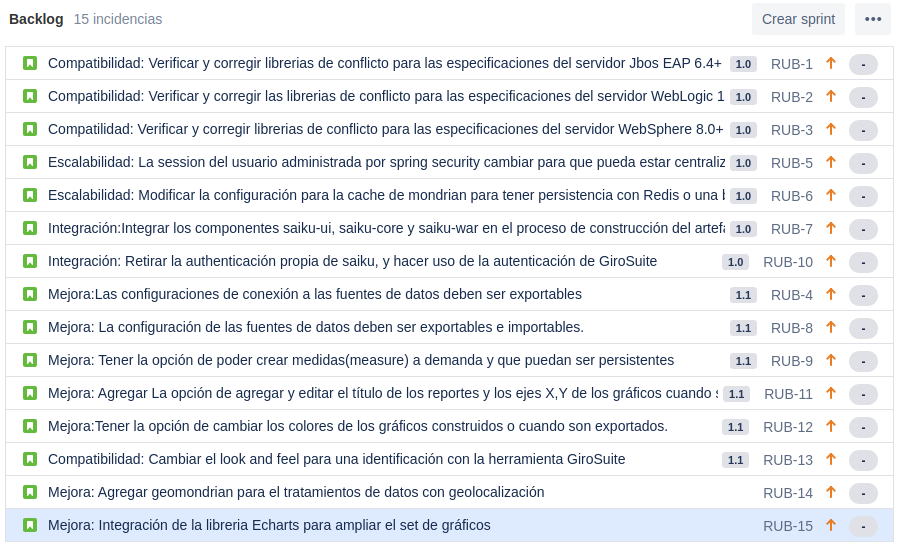 Backlog 15 incidencias Crear sprint •••
Compatibilidad: Verificar y corregir librerias de conflicto para las especificaciones del servidor Jbos EAP 6.4+ 1.0 RUB-1 -
Compatibilidad: Verificar y corregir las librerias de conflicto para las especificaciones del servidor WebLogic 1 1.0 RUB-2 -
Compatilidad: Verificar y corregir librerias de conflicto para las especificaciones del servidor WebSphere 8.0+ 1.0 RUB-3 -
Escalabilidad: La session del usuario administrada por spring security cambiar para que pueda estar centraliz 1.0 RUB-5 -
Escalabilidad: Modificar la configuración para la cache de mondrian para tener persistencia con Redis o una 1.0 RUB-6 -
Integración:Integrar los componentes saiku-ui, saiku-core y saiku-war en el proceso de construcción del artefa 1.0 RUB-7 -
Integración: Retirar la authenticación propia de saiku, y hacer uso de la autenticación de GiroSuite 1.0 RUB-10 -
Mejora:Las configuraciones de conexión a las fuentes de datos deben ser exportables 1.1 RUB-4 -
Mejora: La configuración de las fuentes de datos deben ser exportables e importables. 1.1 RUB-8 -
Mejora: Tener la opción de poder crear medidas(measure) a demanda y que puedan ser persistentes 1.1 RUB-9 -
Mejora: Agregar La opción de agregar y editar el título de los reportes y los ejes X,Y de los gráficos cuando 1.1 RUB-11 -
Mejora:Tener la opción de cambiar los colores de los gráficos construidos o cuando son exportados. 1.1 RUB-12 -
Compatibilidad: Cambiar el look and feel para una identificación con la herramienta GiroSuite 1.1 RUB-13 -
Mejora: Agregar geomondrian para el tratamientos de datos con geolocalización RUB-14 -
Mejora: Integración de la libreria Echarts para ampliar el set de gráficos RUB-15 -